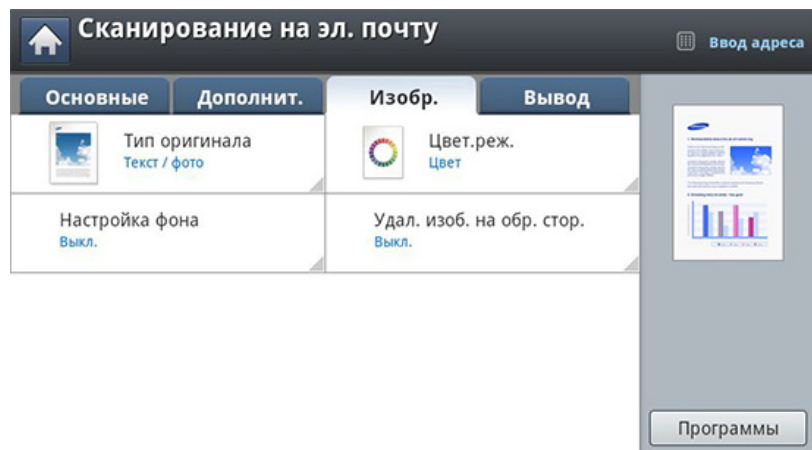 Сканирование на эл. почту
Ввод адреса
Основные
Дополнит.
Изобр.
Вывод
Тип оригинала
Текст / фото
Цвет.реж.
Цвет
Настройка фона
Выкл.
Удал. изоб. на обр. стор.
Выкл.
Программы